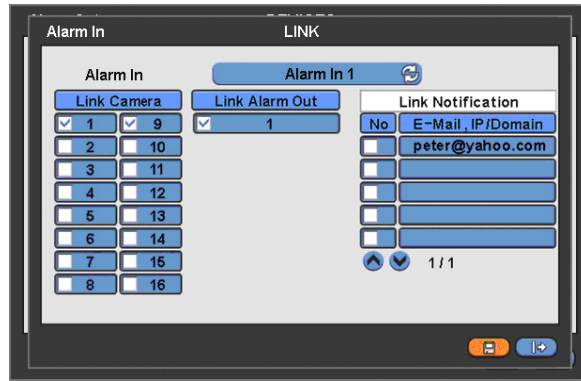 Alarm In LINK
Alarm In Alarm In 1
Link Camera Link Alarm Out Link Notification
1 9 1 No E-Mail, IP/Domain
2 10 peter@yahoo.com
3 11
4 12
5 13
6 14
7 15 1/1
8 16